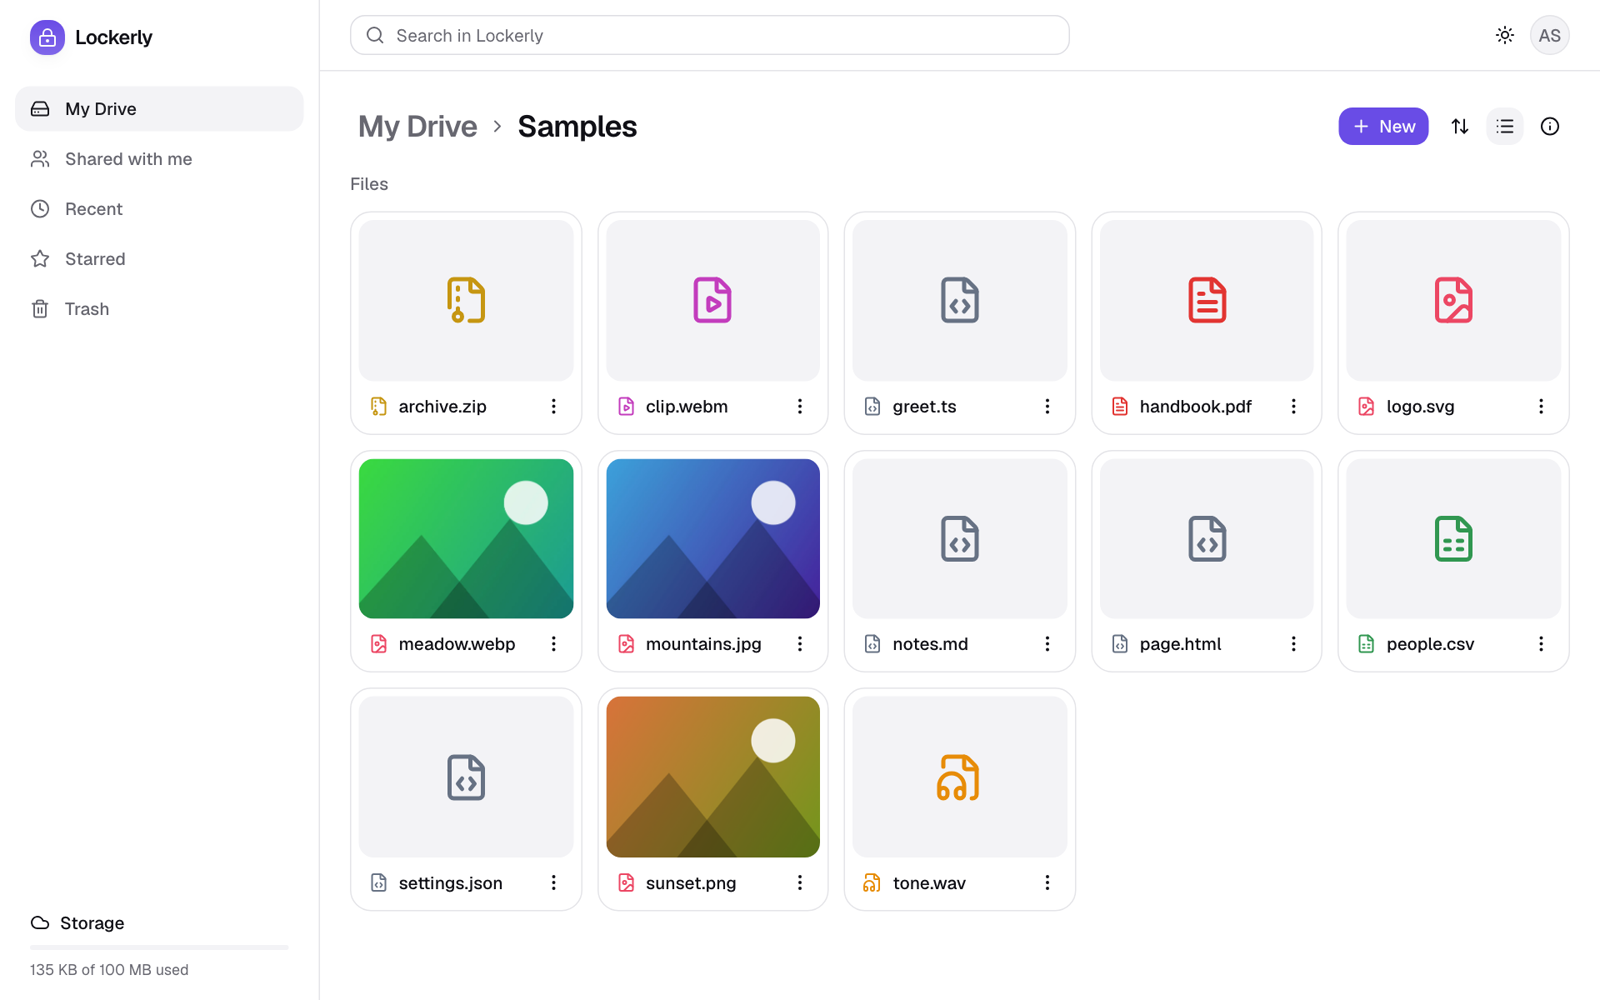 Lockerly
Search in Lockerly
AS
My Drive
Shared with me
Recent
Starred
Trash
My Drive > Samples
New
Files
archive.zip
clip.webm
greet.ts
handbook.pdf
logo.svg
meadow.webp
mountains.jpg
notes.md
page.html
people.csv
settings.json
sunset.png
tone.wav
Storage
135 KB of 100 MB used